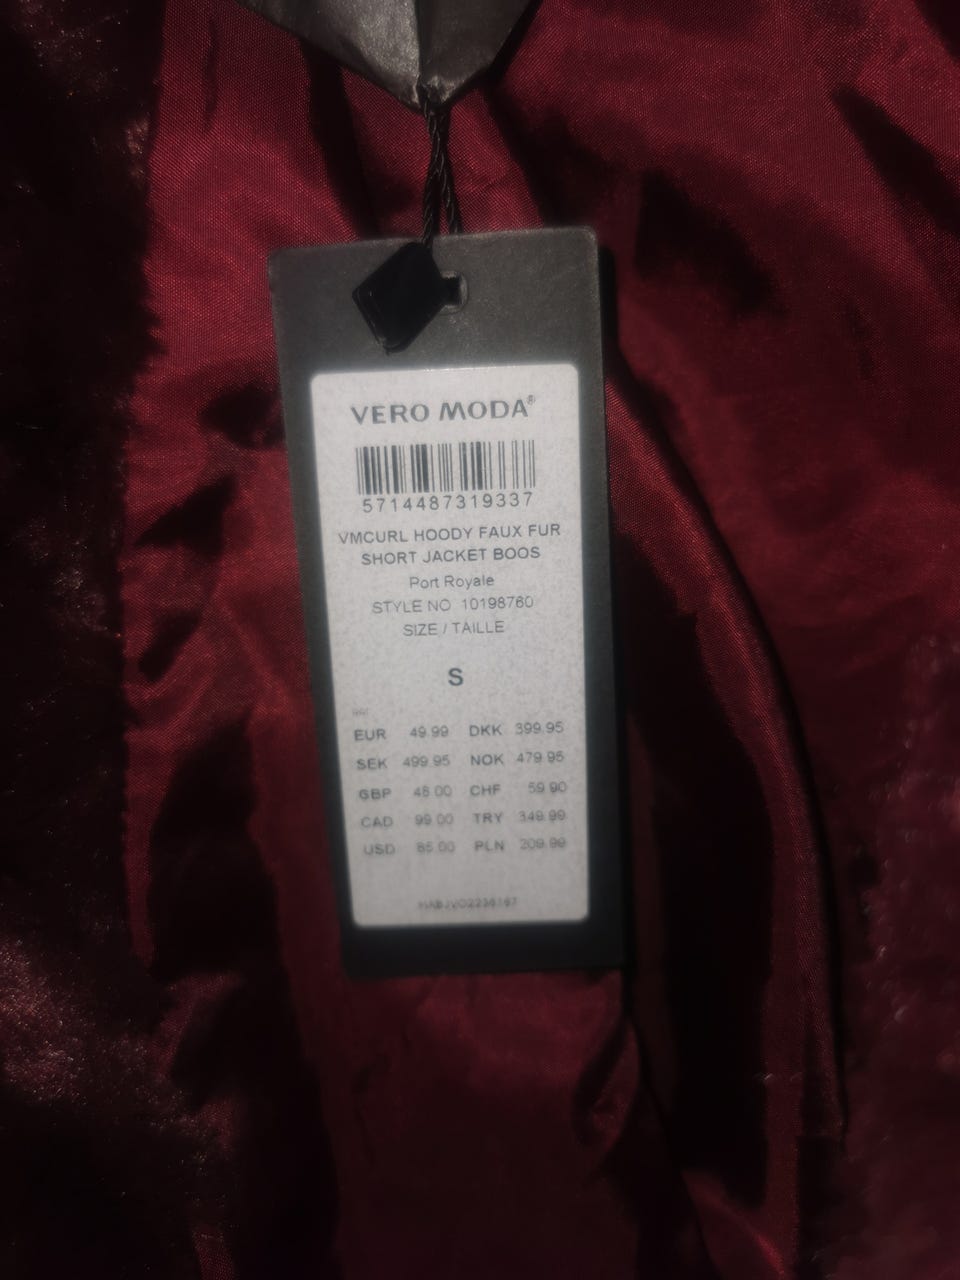 VERO MODA®
5714487319337
VMCURL HOODY FAUX FUR
SHORT JACKET BOOS
Port Royale
STYLE NO 10198760
SIZE / TAILLE
S
EUR 49.99 DKK 399.95
SEK 499.95 NOK 479.95
GBP 48.00 CHF 59.90
CAD 99.00 TRY 349.99
USD 85.00 PLN 209.99